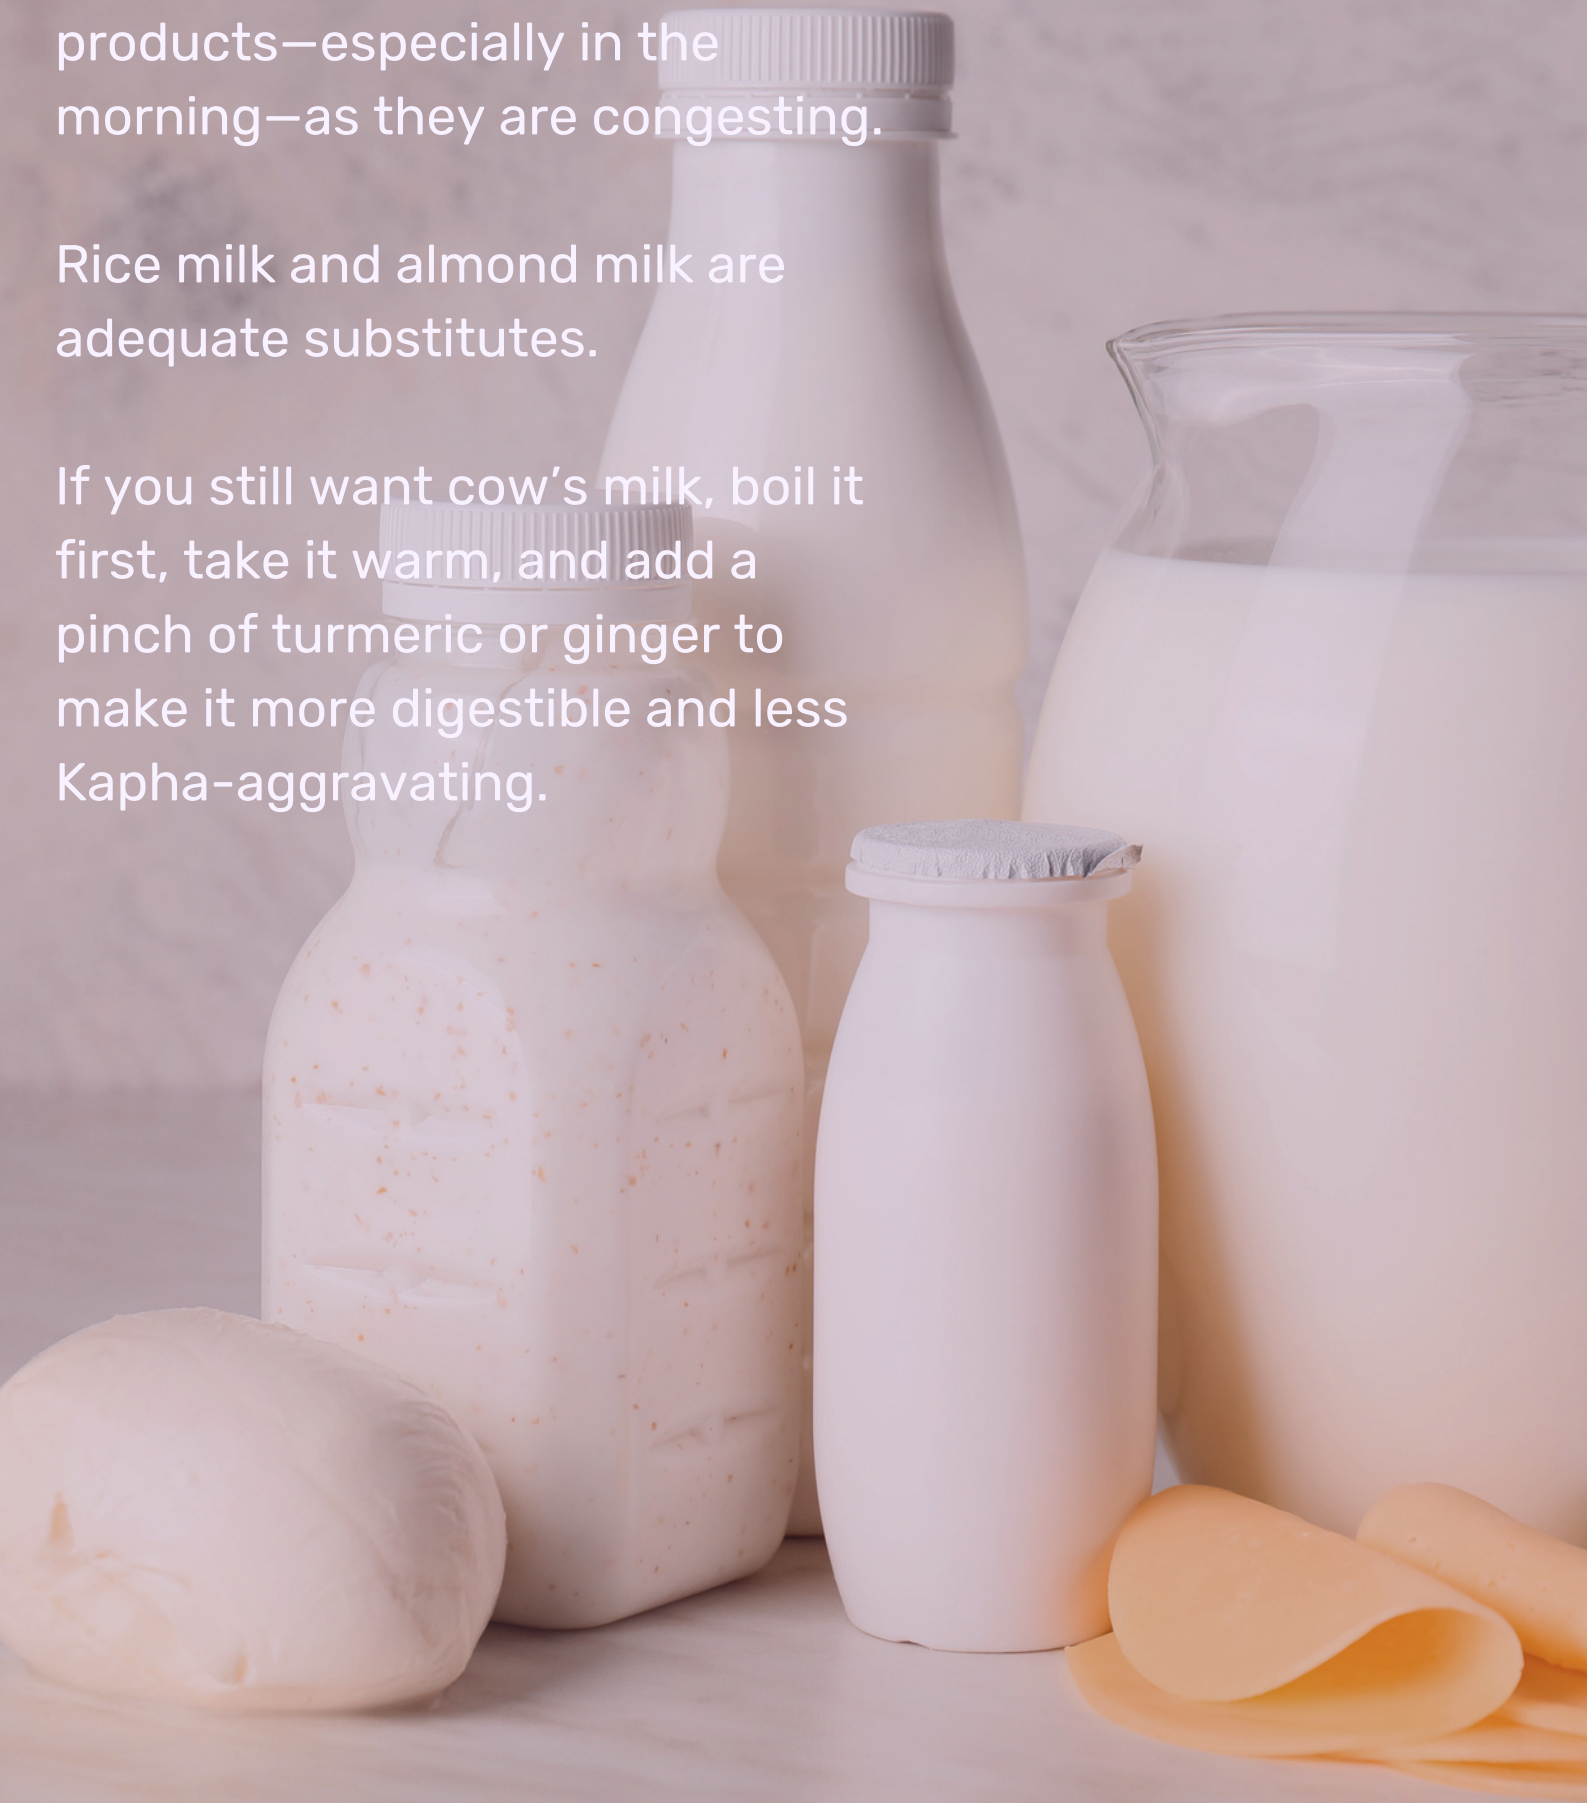 products—especially in the
morning—as they are congesting.
Rice milk and almond milk are
adequate substitutes.
If you still want cow’s milk, boil it
first, take it warm, and add a
pinch of turmeric or ginger to
make it more digestible and less
Kapha-aggravating.